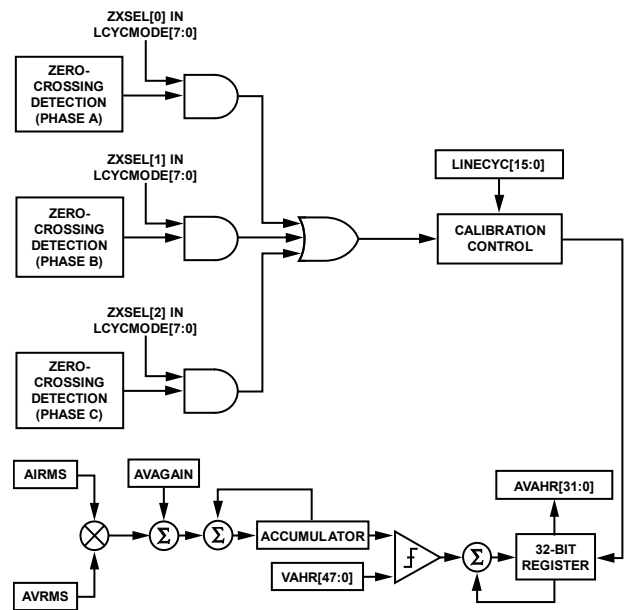 ZXSEL[0] IN
LCYCMODE[7:0]
ZERO-
CROSSING
DETECTION
(PHASE A)
ZXSEL[1] IN
LCYCMODE[7:0]
ZERO-
CROSSING
DETECTION
(PHASE B)
LINECYC[15:0]
CALIBRATION
CONTROL
ZXSEL[2] IN
LCYCMODE[7:0]
ZERO-
CROSSING
DETECTION
(PHASE C)
AIRMS
AVAGAIN
AVAHR[31:0]
Σ
Σ
ACCUMULATOR
Σ
32-BIT
REGISTER
VAHR[47:0]
AVRMS